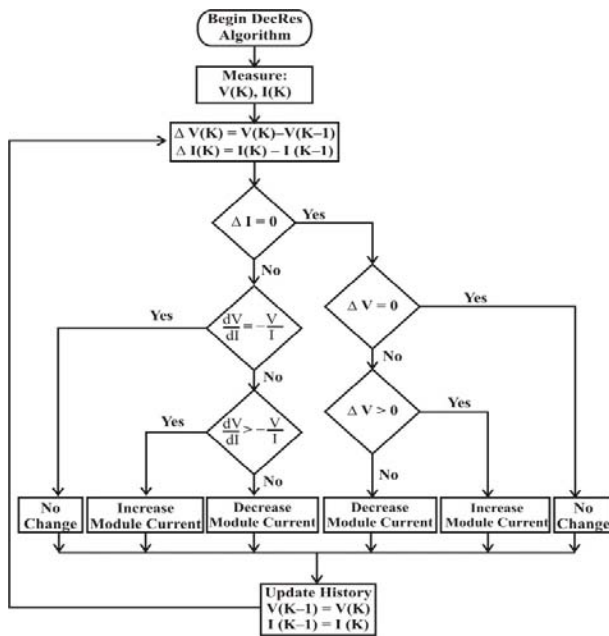 Begin DecRes
Algorithm
Measure:
V(K), I(K)
Δ V(K) = V(K)–V(K–1)
Δ I(K) = I(K) – I (K–1)
Δ I = 0
Yes
No
Δ V = 0
Yes
No
dV/dI = – V/I
Yes
No
Δ V > 0
Yes
No
dV/dI > – V/I
Yes
No
No
Change
Increase
Module Current
Decrease
Module Current
Decrease
Module Current
Increase
Module Current
No
Change
Update History
V(K–1) = V(K)
I (K–1) = I (K)